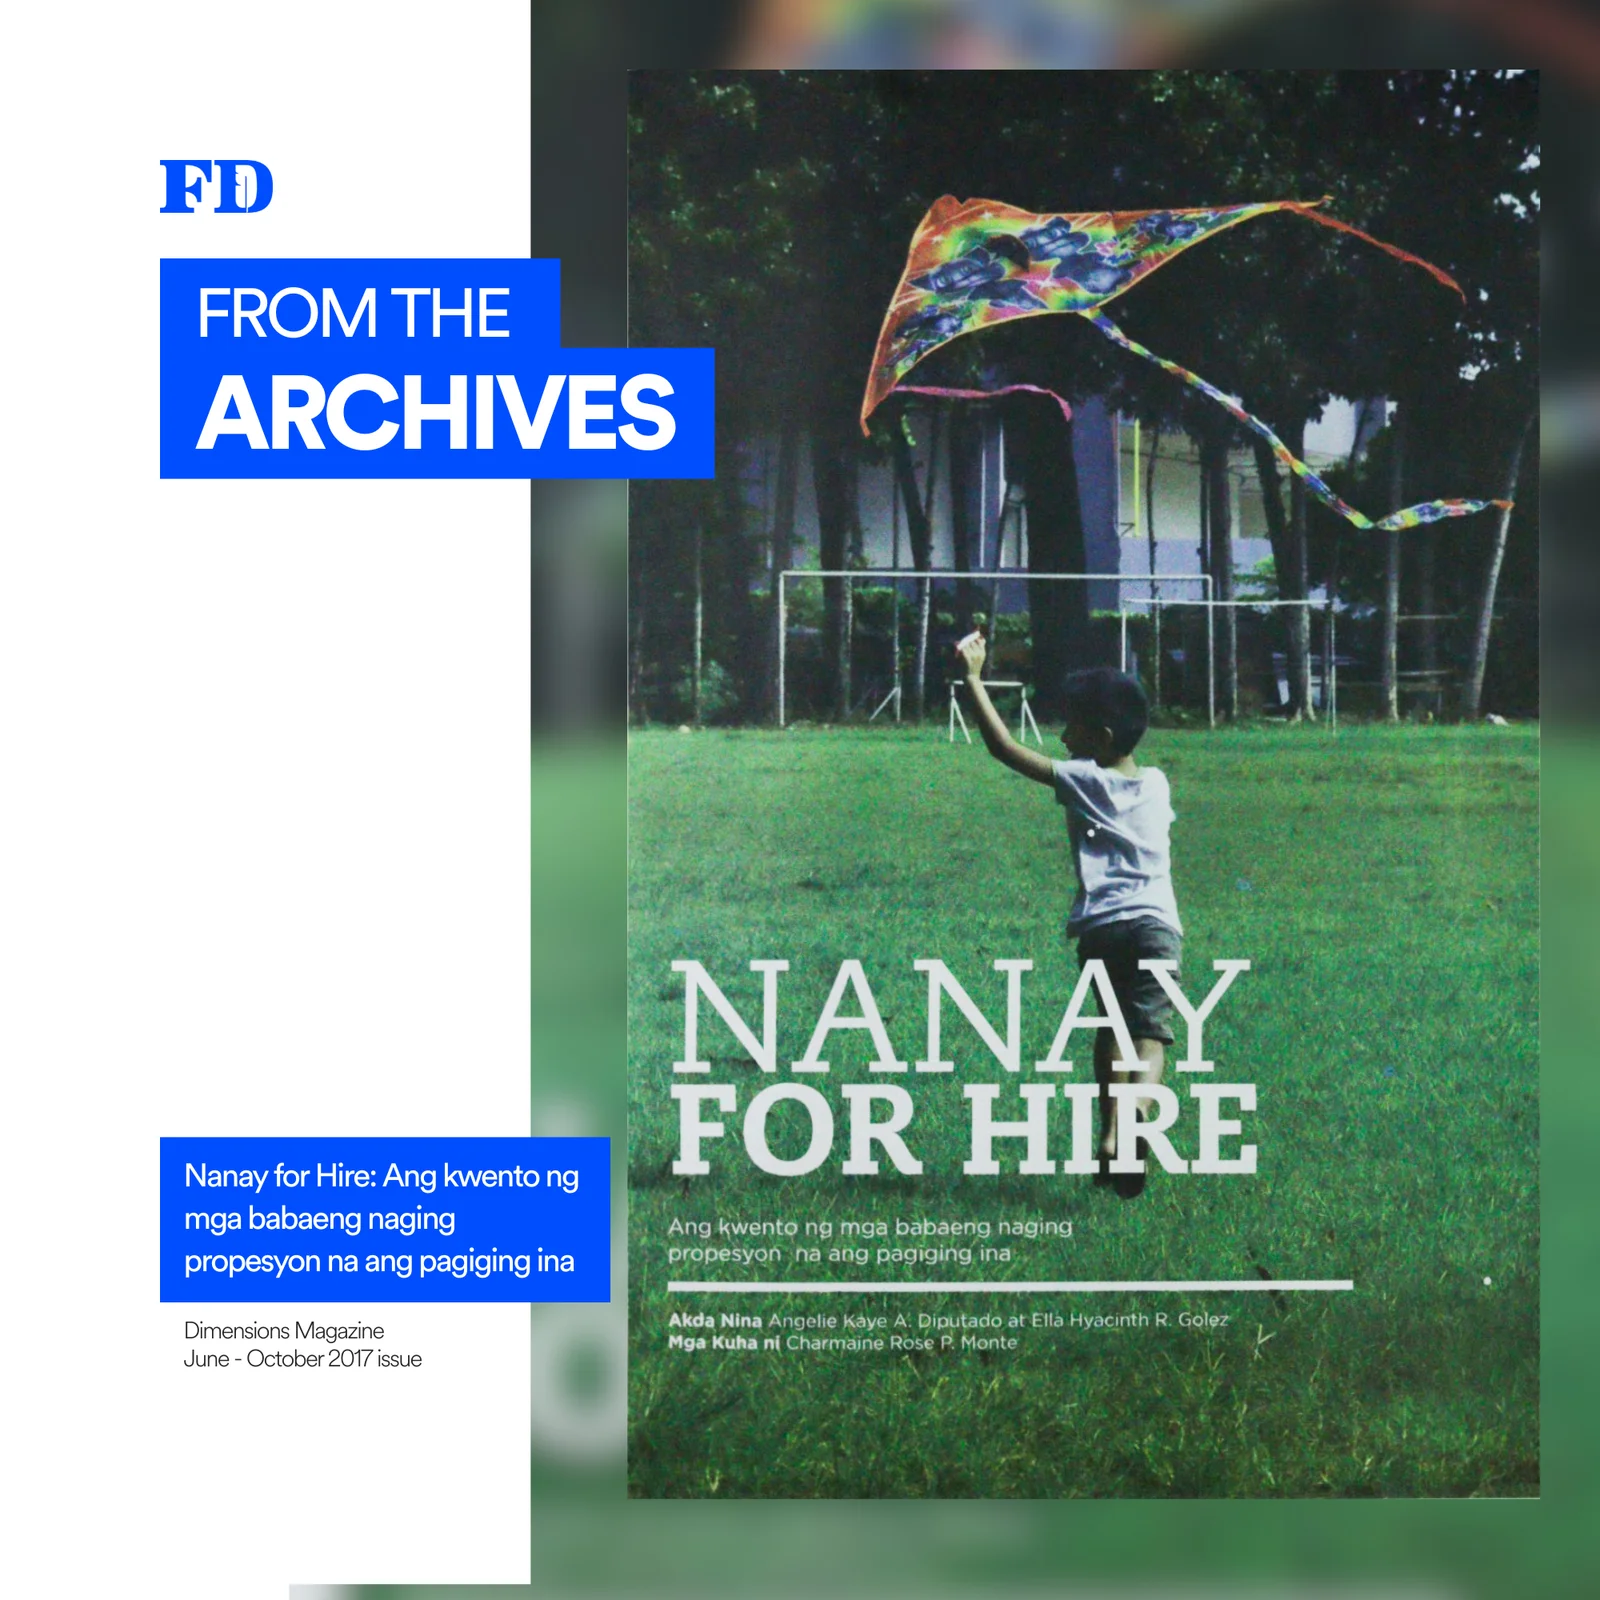 FD
FROM THE
ARCHIVES
NANAY
FOR HIRE
Ang kwento ng mga babaeng naging
propesyon na ang pagiging ina
Akda Nina Angelie Kaye A. Diputado at Ella Hyacinth R. Golez
Mga Kuha ni Charmaine Rose P. Monte
Nanay for Hire: Ang kwento ng
mga babaeng naging
propesyon na ang pagiging ina
Dimensions Magazine
June - October 2017 issue